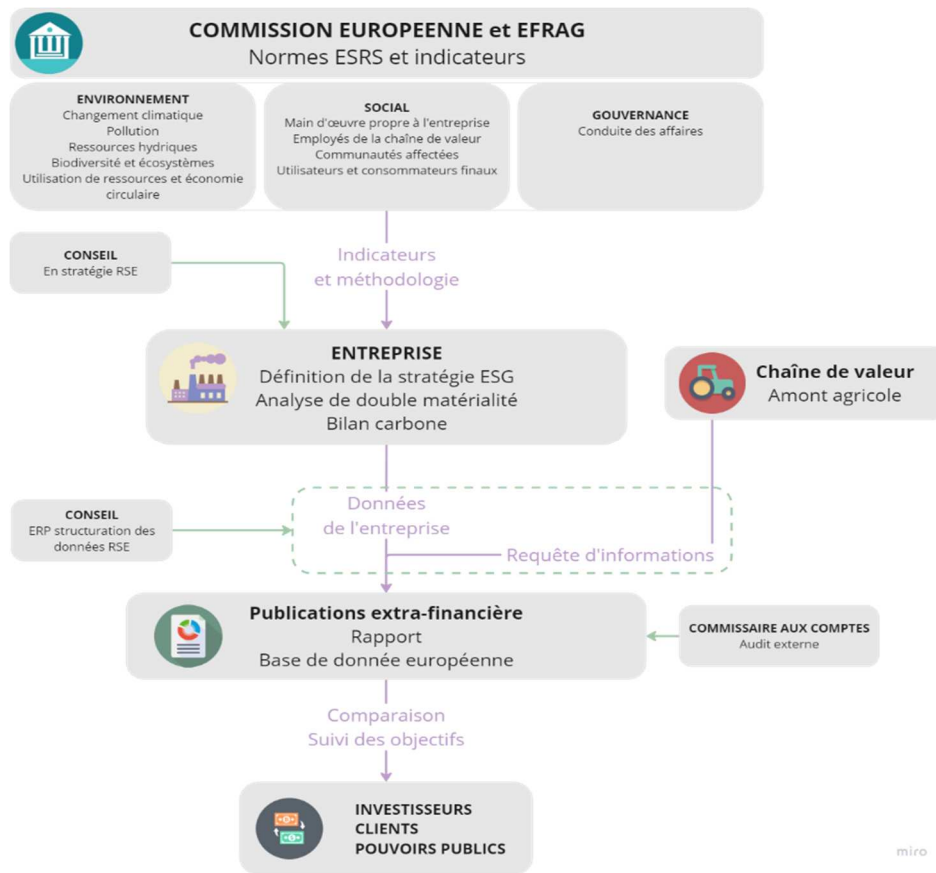 COMMISSION EUROPEENNE et EFRAG
Normes ESRS et indicateurs
ENVIRONNEMENT
Changement climatique
Pollution
Ressources hydriques
Biodiversité et écosystèmes
Utilisation de ressources et économie
circulaire
SOCIAL
Main d'œuvre propre à l'entreprise
Employés de la chaîne de valeur
Communautés affectées
Utilisateurs et consommateurs finaux
GOUVERNANCE
Conduite des affaires
CONSEIL
En stratégie RSE
Indicateurs
et méthodologie
ENTREPRISE
Définition de la stratégie ESG
Analyse de double matérialité
Bilan carbone
Chaîne de valeur
Amont agricole
CONSEIL
ERP structuration des
données RSE
Données
de l'entreprise
Requête d'informations
Publications extra-financière
Rapport
Base de donnée européenne
COMMISSAIRE AUX COMPTES
Audit externe
Comparaison
Suivi des objectifs
INVESTISSEURS
CLIENTS
POUVOIRS PUBLICS
miro